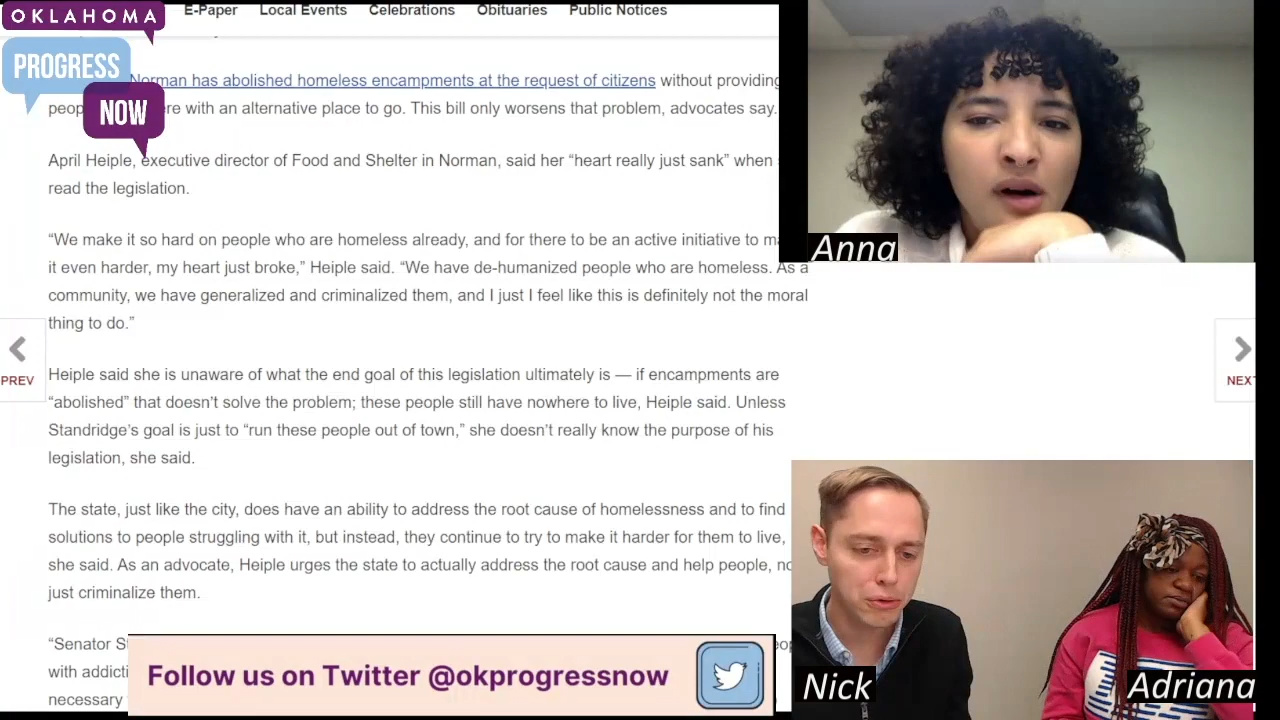 OKLAHOMA
PROGRESS
NOW
E-Paper Local Events Celebrations Obituaries Public Notices
Norman has abolished homeless encampments at the request of citizens without providing
with an alternative place to go. This bill only worsens that problem, advocates say.
April Heiple, executive director of Food and Shelter in Norman, said her “heart really just sank” when
read the legislation.
“We make it so hard on people who are homeless already, and for there to be an active initiative to
it even harder, my heart just broke,” Heiple said. “We have de-humanized people who are homeless. As a
community, we have generalized and criminalized them, and I just I feel like this is definitely not the moral
thing to do.”
Heiple said she is unaware of what the end goal of this legislation ultimately is — if encampments are
“abolished” that doesn’t solve the problem; these people still have nowhere to live, Heiple said. Unless
Standridge’s goal is just to “run these people out of town,” she doesn’t really know the purpose of his
legislation, she said.
The state, just like the city, does have an ability to address the root cause of homelessness and to find
solutions to people struggling with it, but instead, they continue to try to make it harder for them to live,
she said. As an advocate, Heiple urges the state to actually address the root cause and help people,
just criminalize them.
“Senator
with
necessary
PREV
Anna
Follow us on Twitter @okprogressnow
Nick
Adriana